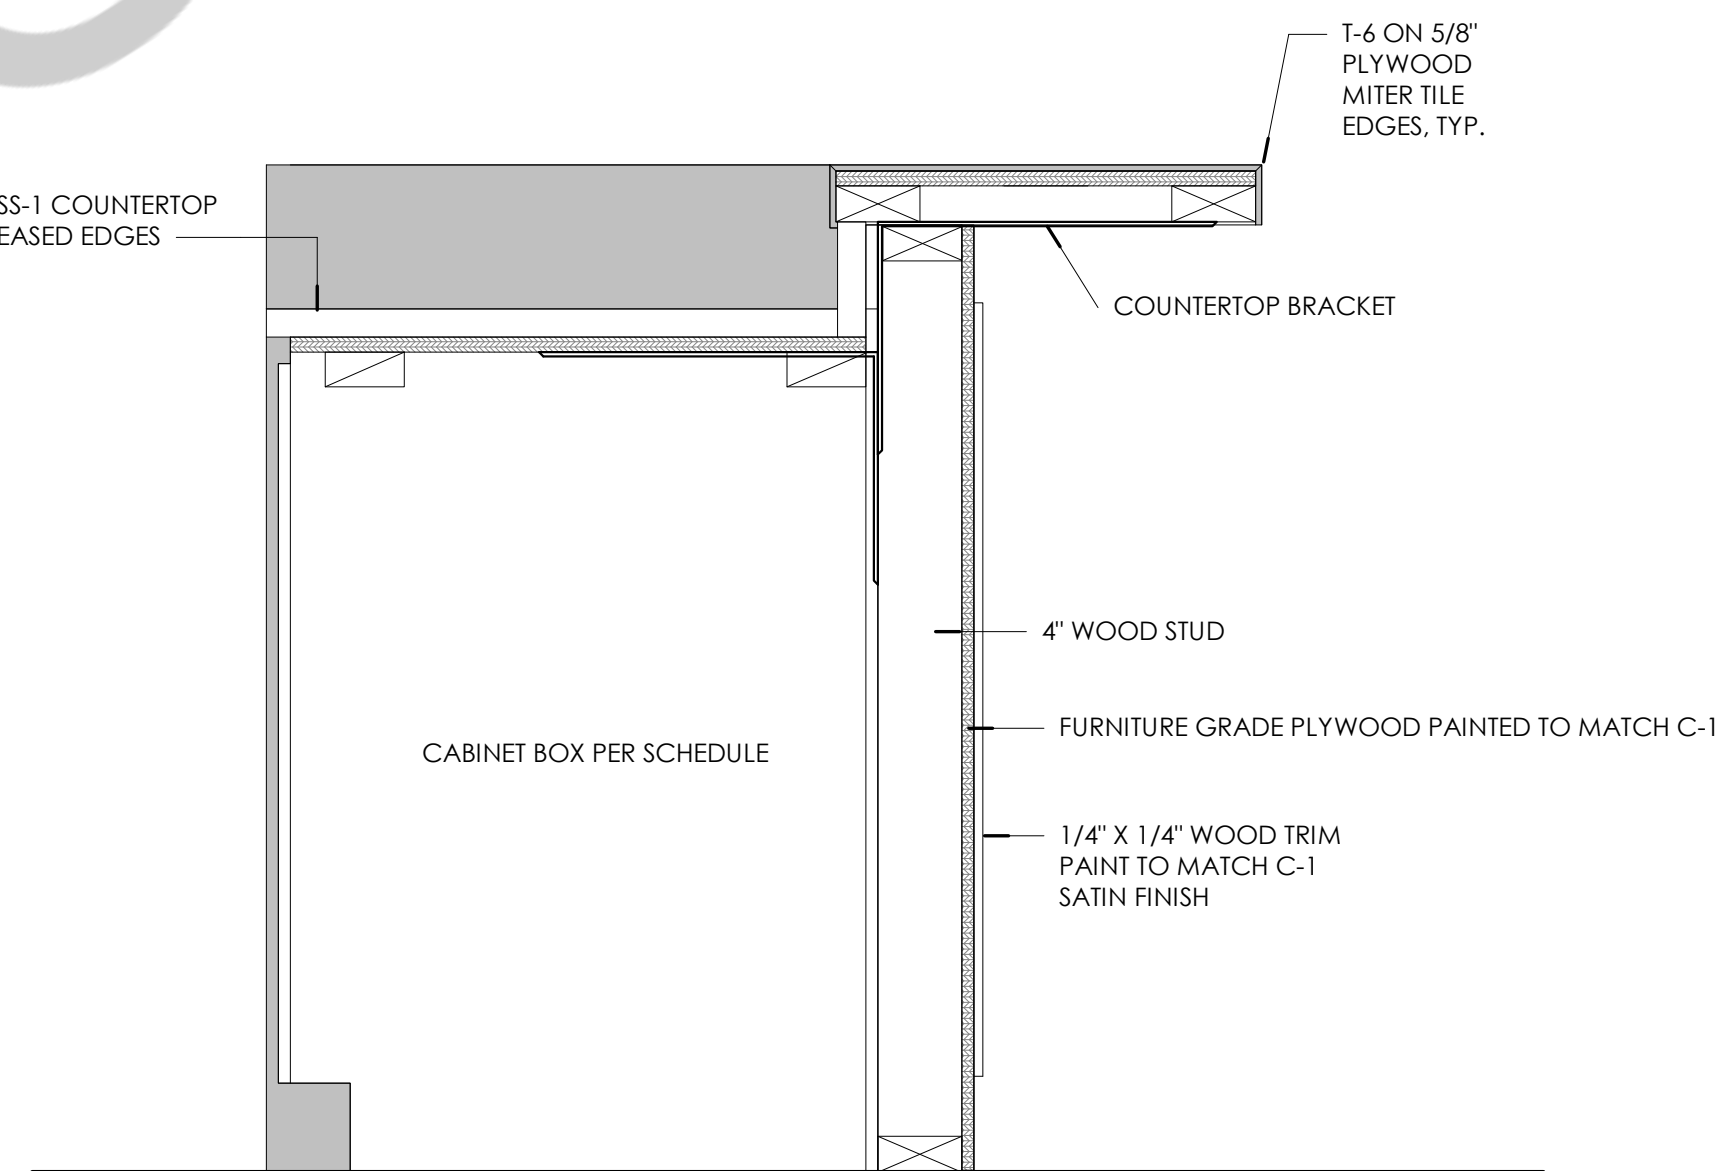 T-6 ON 5/8"
PLYWOOD
MITER TILE
EDGES, TYP.
SS-1 COUNTERTOP
EASED EDGES
COUNTERTOP BRACKET
4" WOOD STUD
FURNITURE GRADE PLYWOOD PAINTED TO MATCH C-1
CABINET BOX PER SCHEDULE
1/4" X 1/4" WOOD TRIM
PAINT TO MATCH C-1
SATIN FINISH